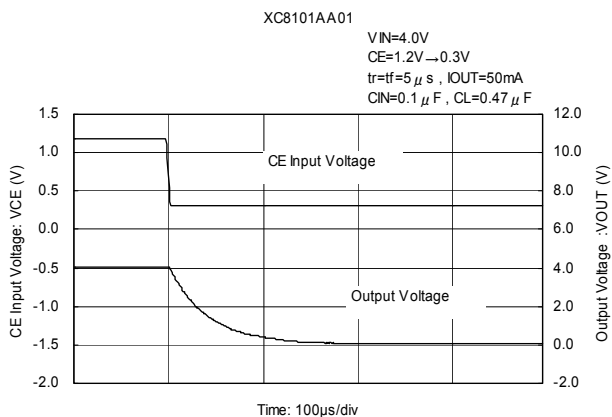 XC8101AA01
VIN=4.0V
CE=1.2V→0.3V
tr=tf=5μs , IOUT=50mA
CIN=0.1μF , CL=0.47μF
CE Input Voltage: VCE (V)
1.5
1.0
0.5
0.0
-0.5
-1.0
-1.5
-2.0
CE Input Voltage
Output Voltage
12.0
10.0
8.0
6.0
4.0
2.0
0.0
-2.0
Output Voltage :VOUT (V)
Time: 100μs/div